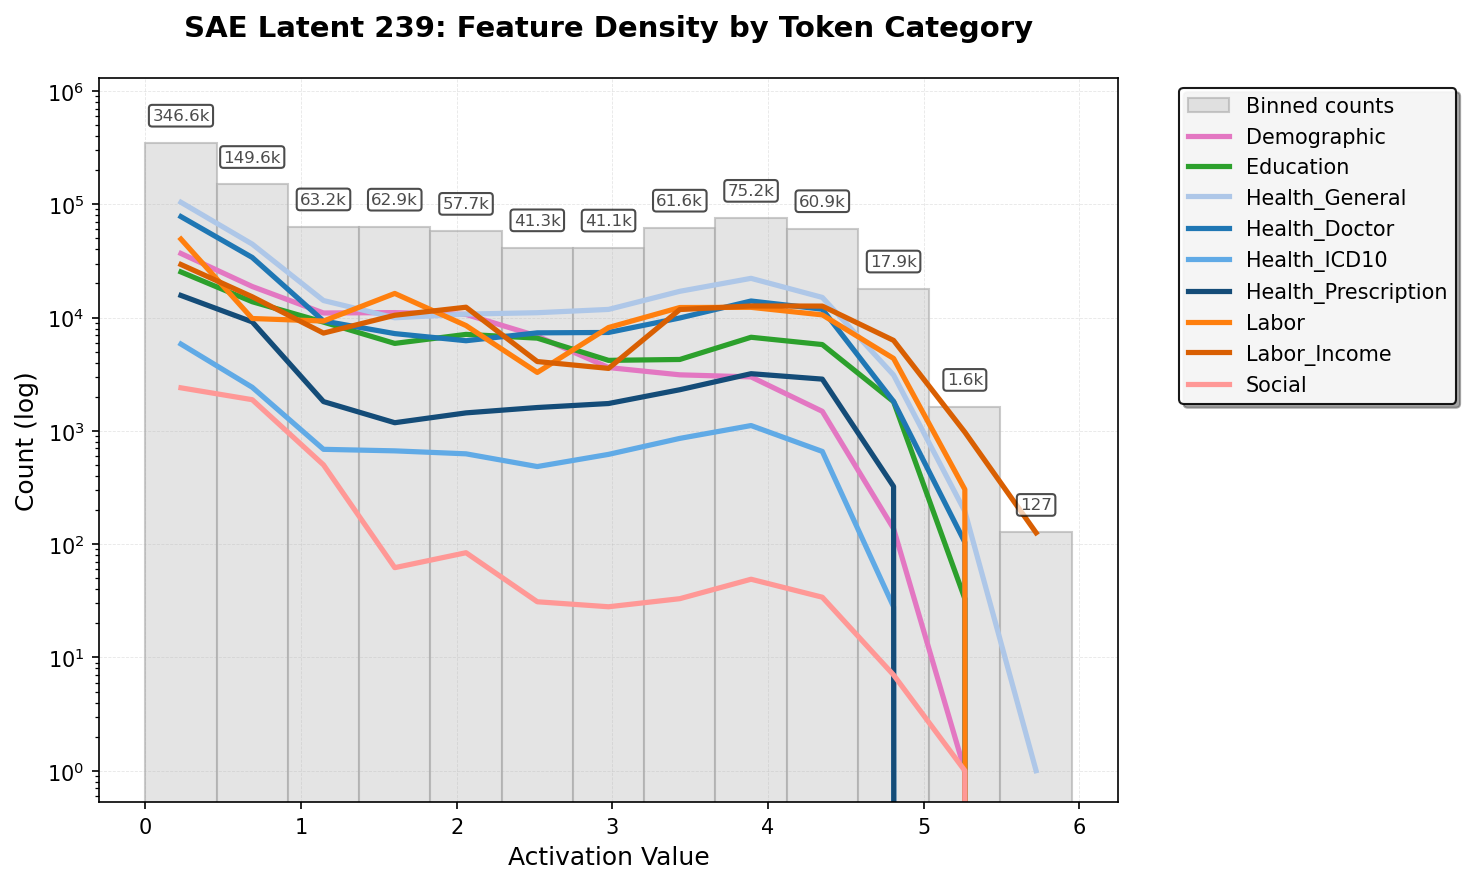 SAE Latent 239: Feature Density by Token Category
Count (log)
10^6
10^5
10^4
10^3
10^2
10^1
10^0
346.6k
149.6k
63.2k
62.9k
57.7k
41.3k
41.1k
61.6k
75.2k
60.9k
17.9k
1.6k
127
0
1
2
3
4
5
6
Activation Value
Binned counts
Demographic
Education
Health_General
Health_Doctor
Health_ICD10
Health_Prescription
Labor
Labor_Income
Social